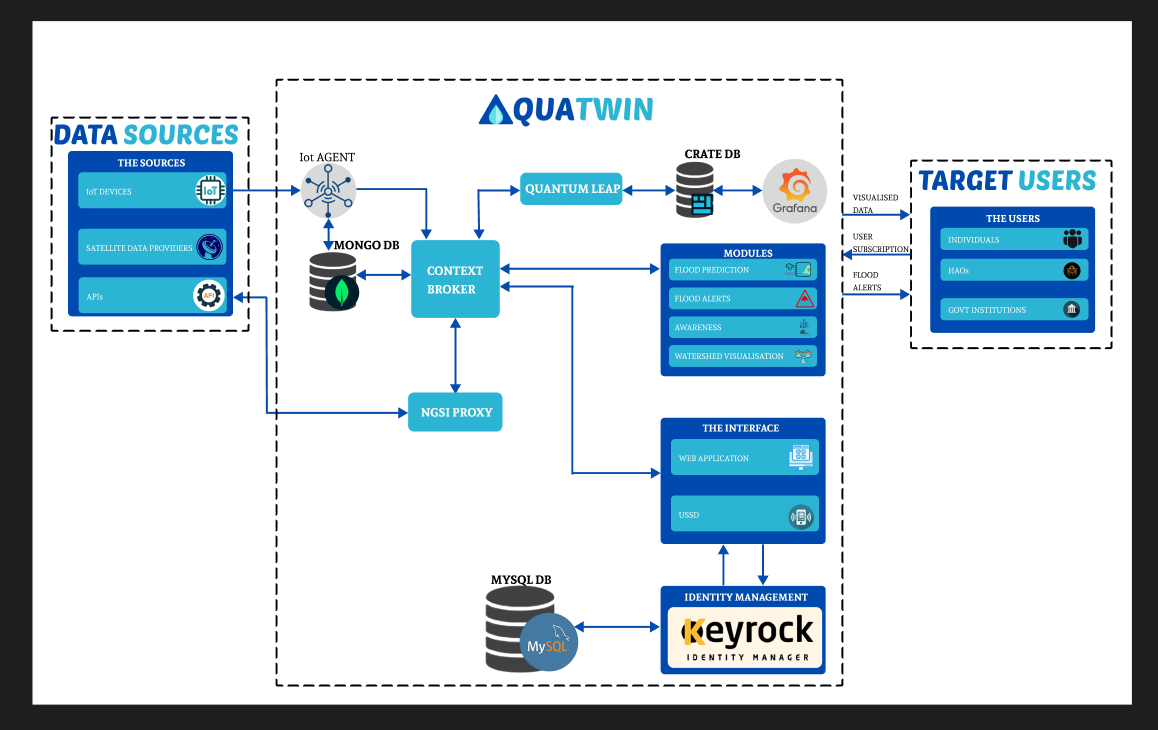 DATA SOURCES
THE SOURCES
IoT DEVICES
IoT
SATELLITE DATA PROVIDERS
APIs
API
QUATWIN
Iot AGENT
MONGO DB
CONTEXT
BROKER
NGSI PROXY
QUANTUM LEAP
CRATE DB
Grafana
MODULES
FLOOD PREDICTION
FLOOD ALERTS
AWARENESS
WATERSHED VISUALISATION
THE INTERFACE
WEB APPLICATION
USSD
MYSQL DB
MySQL
IDENTITY MANAGEMENT
Keyrock
IDENTITY MANAGER
VISUALISED
DATA
USER
SUBSCRIPTION
FLOOD
ALERTS
TARGET USERS
THE USERS
INDIVIDUALS
HAOs
GOVT INSTITUTIONS